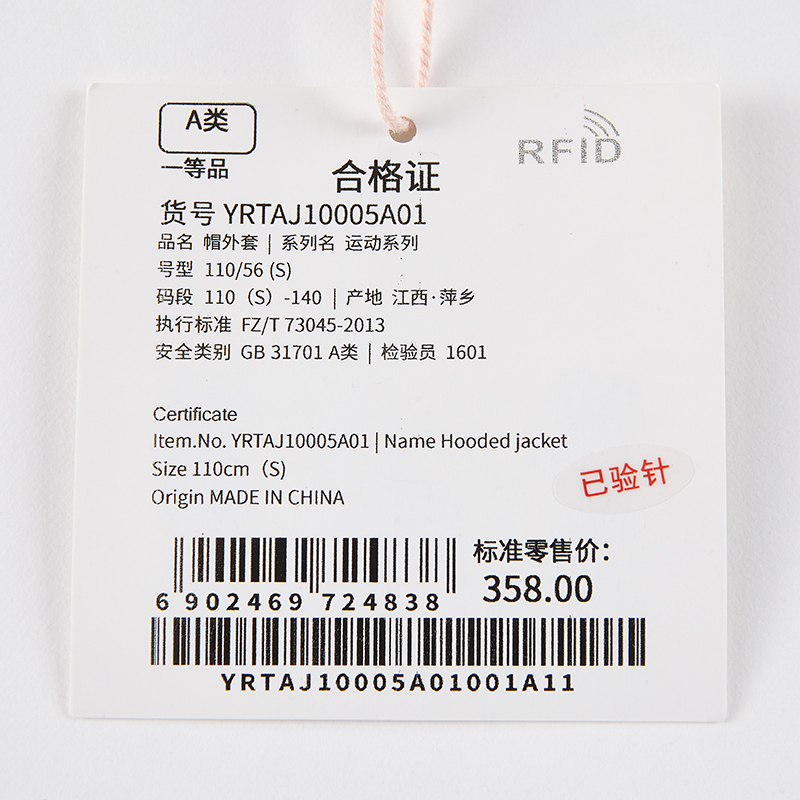 A类
一等品
RFID
合格证
货号 YRTAJ10005A01
品名 帽外套 | 系列名 运动系列
号型 110/56 (S)
码段 110（S）-140 | 产地 江西·萍乡
执行标准 FZ/T 73045-2013
安全类别 GB 31701 A类 | 检验员 1601
Certificate
Item.No. YRTAJ10005A01 | Name Hooded jacket
Size 110cm（S）
Origin MADE IN CHINA
已验针
标准零售价：
358.00
6 902469 724838
YRTAJ10005A01001A11